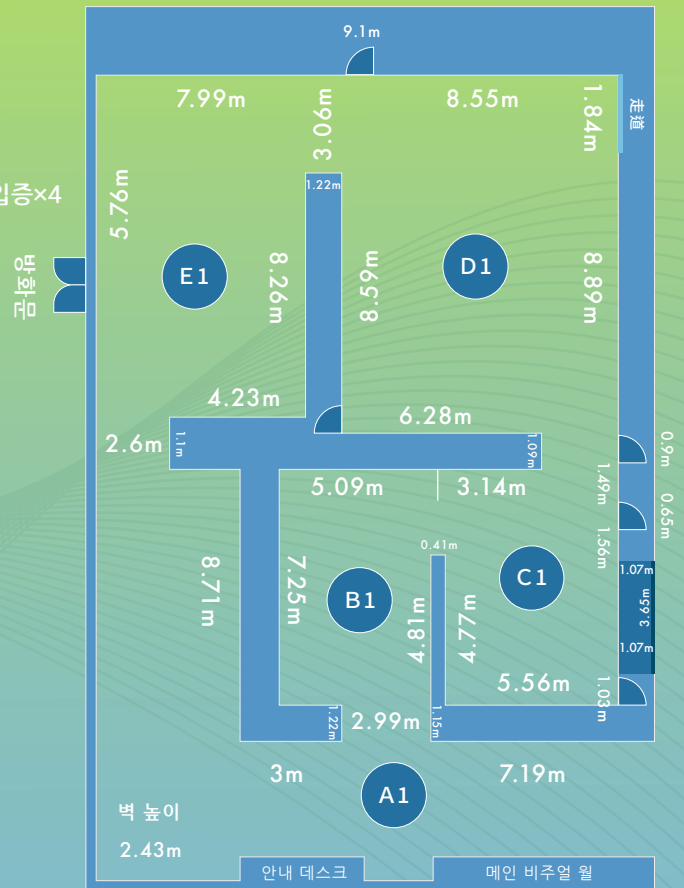 9.1m
7.99m
3.06m
8.55m
1.84m
走道
입증×4
5.76m
1.22m
방화문
E1
8.26m
8.59m
D1
8.89m
4.23m
6.28m
2.6m
1.1m
1.09m
0.9m
5.09m
3.14m
1.49m
0.65m
8.71m
7.25m
0.41m
1.56m
B1
4.81m
4.77m
C1
1.07m
3.65m
1.07m
5.56m
1.03m
1.22m
2.99m
1.15m
3m
A1
7.19m
벽 높이
2.43m
안내 데스크
메인 비주얼 월